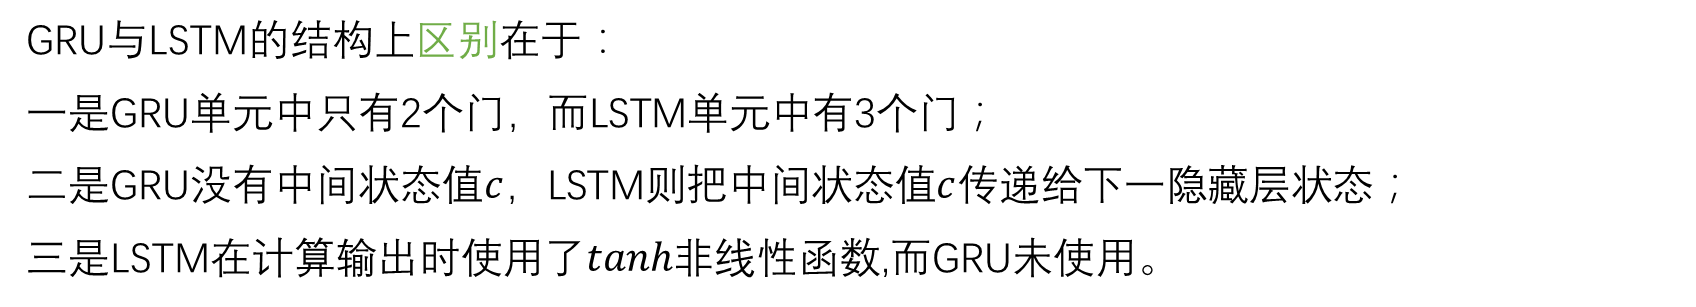 GRU与LSTM的结构上区别在于：
一是GRU单元中只有2个门，而LSTM单元中有3个门；
二是GRU没有中间状态值c，LSTM则把中间状态值c传递给下一隐藏层状态；
三是LSTM在计算输出时使用了tanh非线性函数,而GRU未使用。